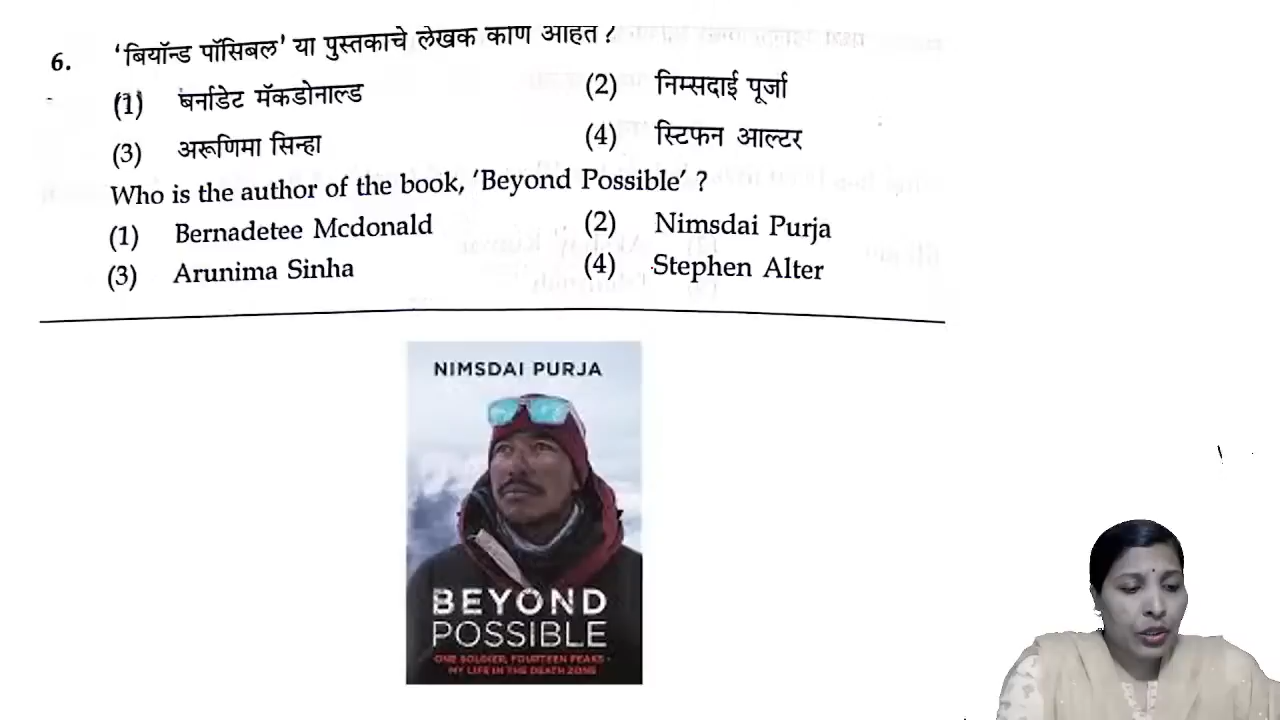 6. 'बियॉन्ड पॉसिबल' या पुस्तकाचे लेखक कोण आहेत ?
(1) बर्नाडेट मॅकडोनाल्ड (2) निम्सदाई पूर्जा
(3) अरूणिमा सिन्हा (4) स्टिफन आल्टर
Who is the author of the book, 'Beyond Possible' ?
(1) Bernadetee Mcdonald (2) Nimsdai Purja
(3) Arunima Sinha (4) Stephen Alter
NIMSDAI PURJA
BEYOND
POSSIBLE
ONE SOLDIER, FOURTEEN PEAKS -
MY LIFE IN THE DEATH ZONE